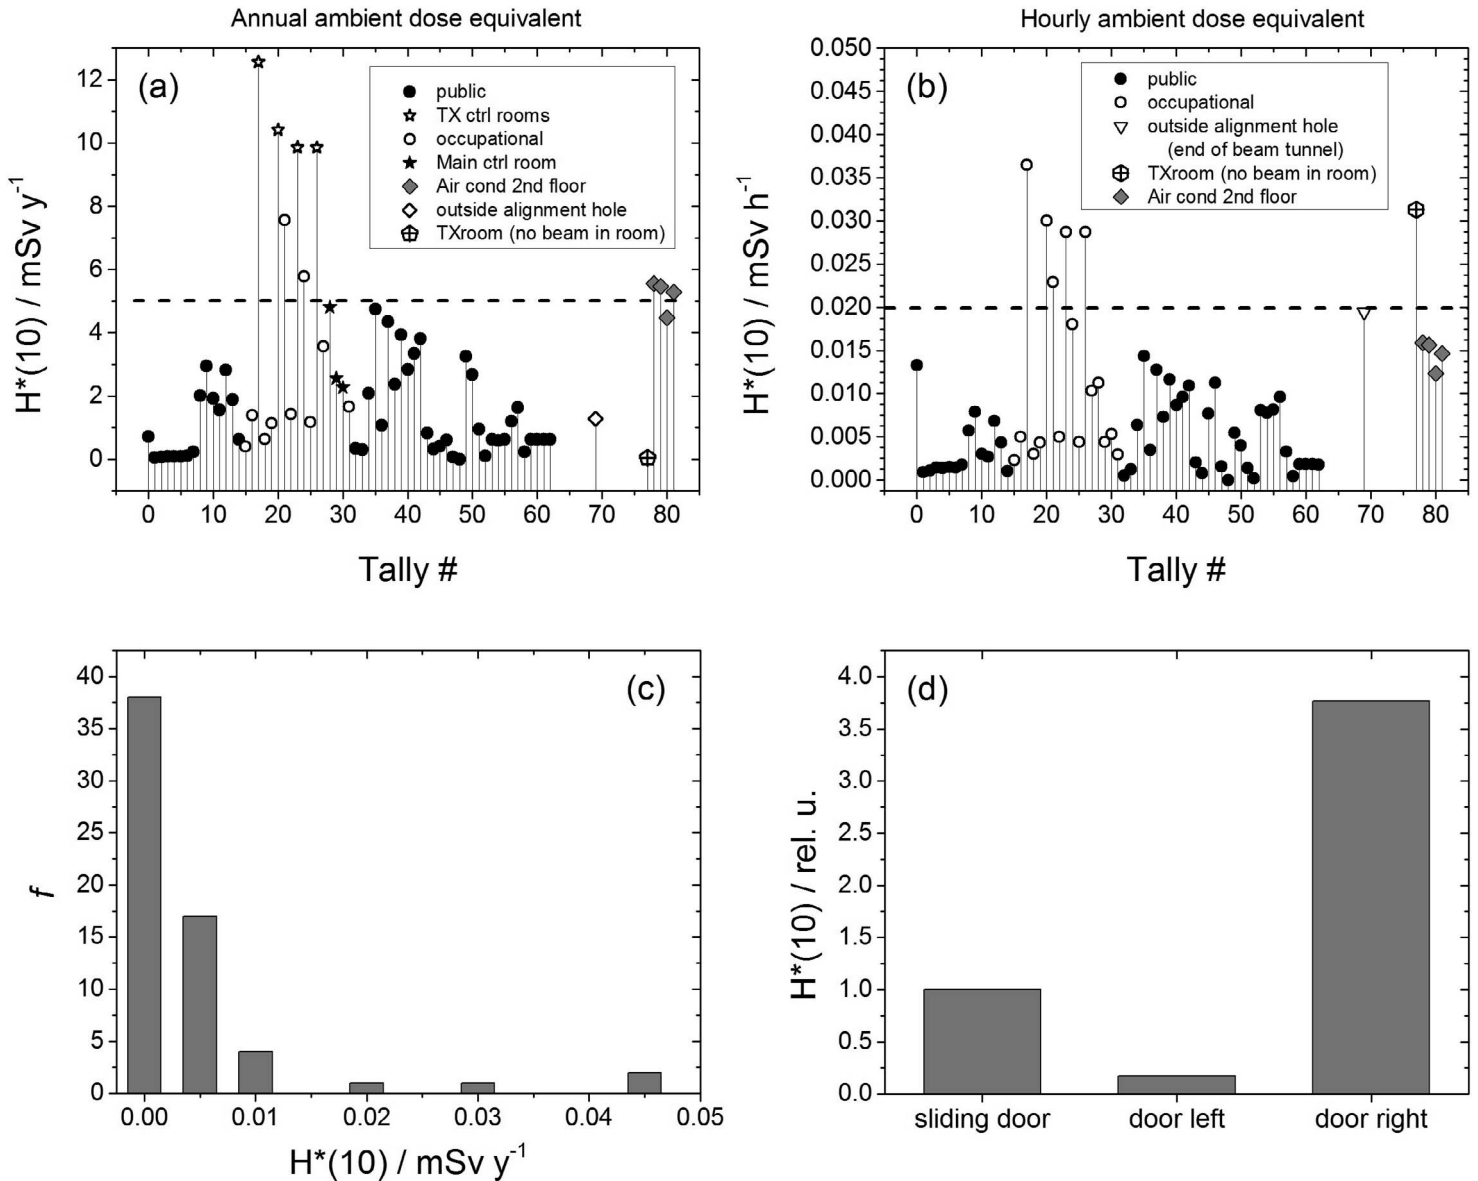 Annual ambient dose equivalent
(a)
public
TX ctrl rooms
occupational
Main ctrl room
Air cond 2nd floor
outside alignment hole
TXroom (no beam in room)
H*(10) / mSv y⁻¹
12
10
8
6
4
2
0
0 10 20 30 40 50 60 70 80
Tally #
Hourly ambient dose equivalent
(b)
public
occupational
outside alignment hole
(end of beam tunnel)
TXroom (no beam in room)
Air cond 2nd floor
H*(10) / mSv h⁻¹
0.050
0.045
0.040
0.035
0.030
0.025
0.020
0.015
0.010
0.005
0.000
0 10 20 30 40 50 60 70 80
Tally #
(c)
f
40
35
30
25
20
15
10
5
0
0.00 0.01 0.02 0.03 0.04 0.05
H*(10) / mSv y⁻¹
(d)
H*(10) / rel. u.
4.0
3.5
3.0
2.5
2.0
1.5
1.0
0.5
0.0
sliding door door left door right